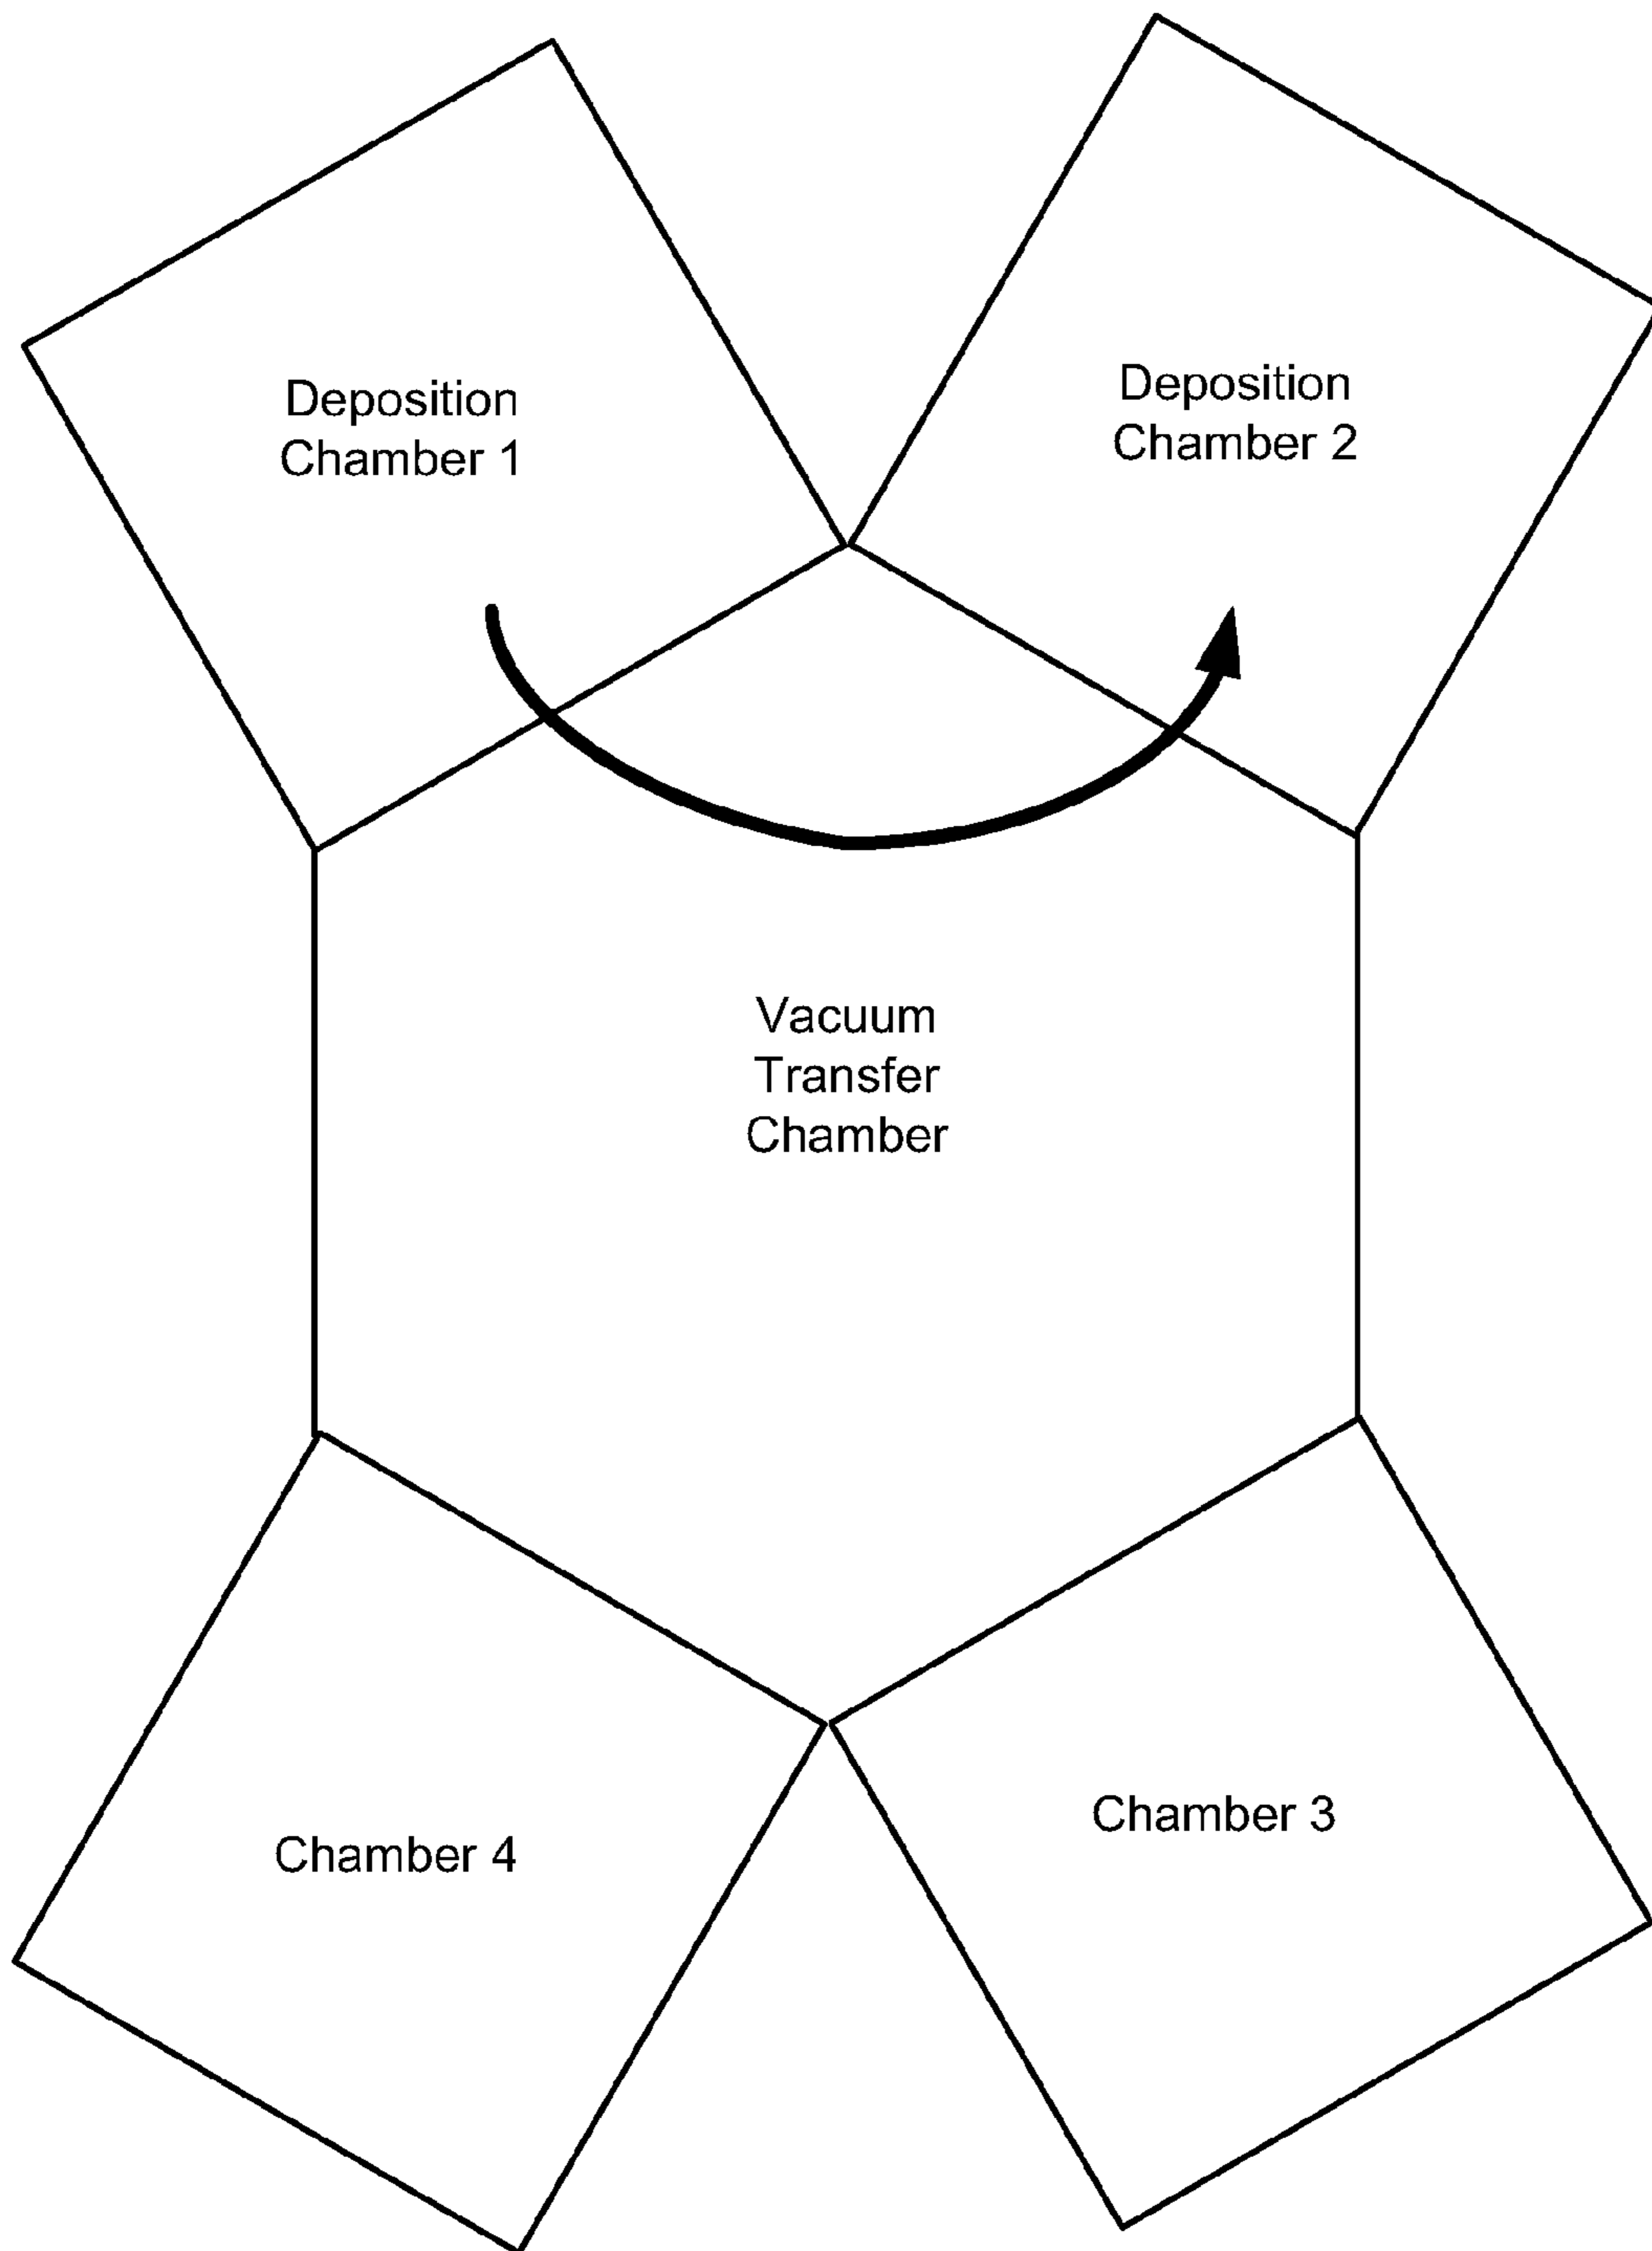 Deposition
Chamber 1
Deposition
Chamber 2
Vacuum
Transfer
Chamber
Chamber 3
Chamber 4